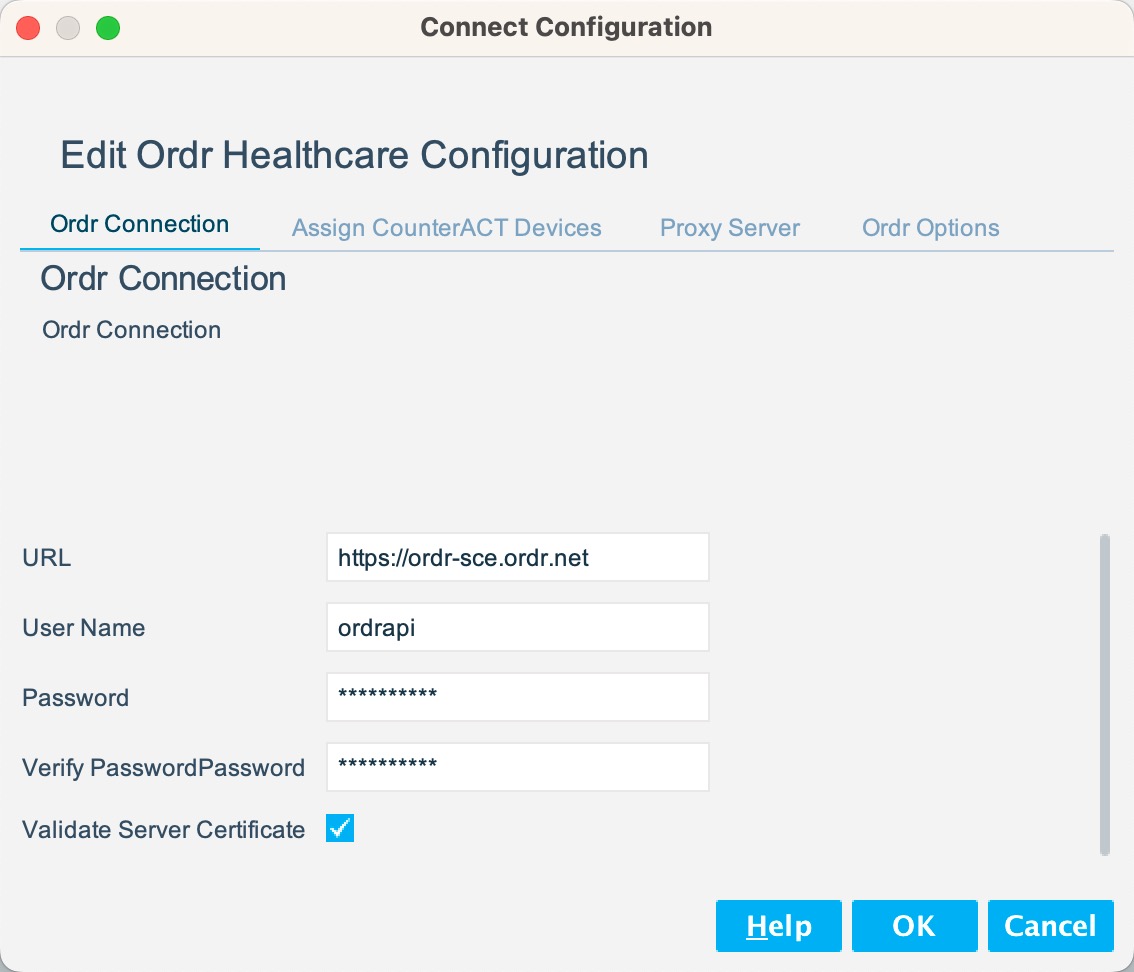 Connect Configuration
Edit Ordr Healthcare Configuration
Ordr Connection Assign CounterACT Devices Proxy Server Ordr Options
Ordr Connection
Ordr Connection
URL https://ordr-sce.ordr.net
User Name ordrapi
Password **********
Verify PasswordPassword **********
Validate Server Certificate
Help OK Cancel